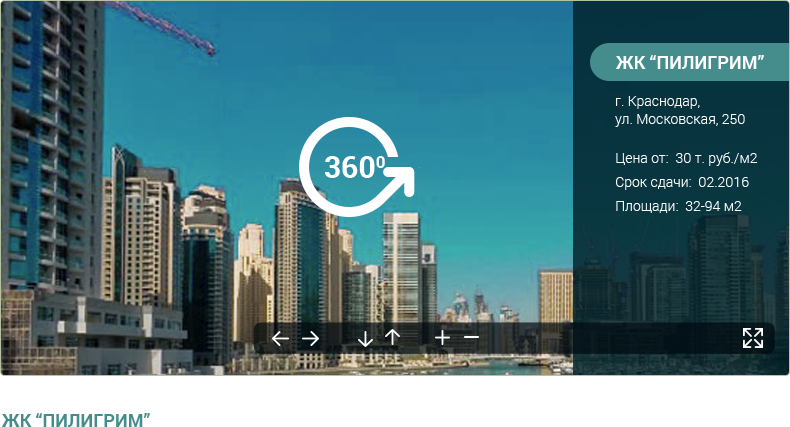 360⁰
ЖК “ПИЛИГРИМ”
г. Краснодар,
ул. Московская, 250
Цена от: 30 т. руб./м2
Срок сдачи: 02.2016
Площади: 32-94 м2
ЖК “ПИЛИГРИМ”